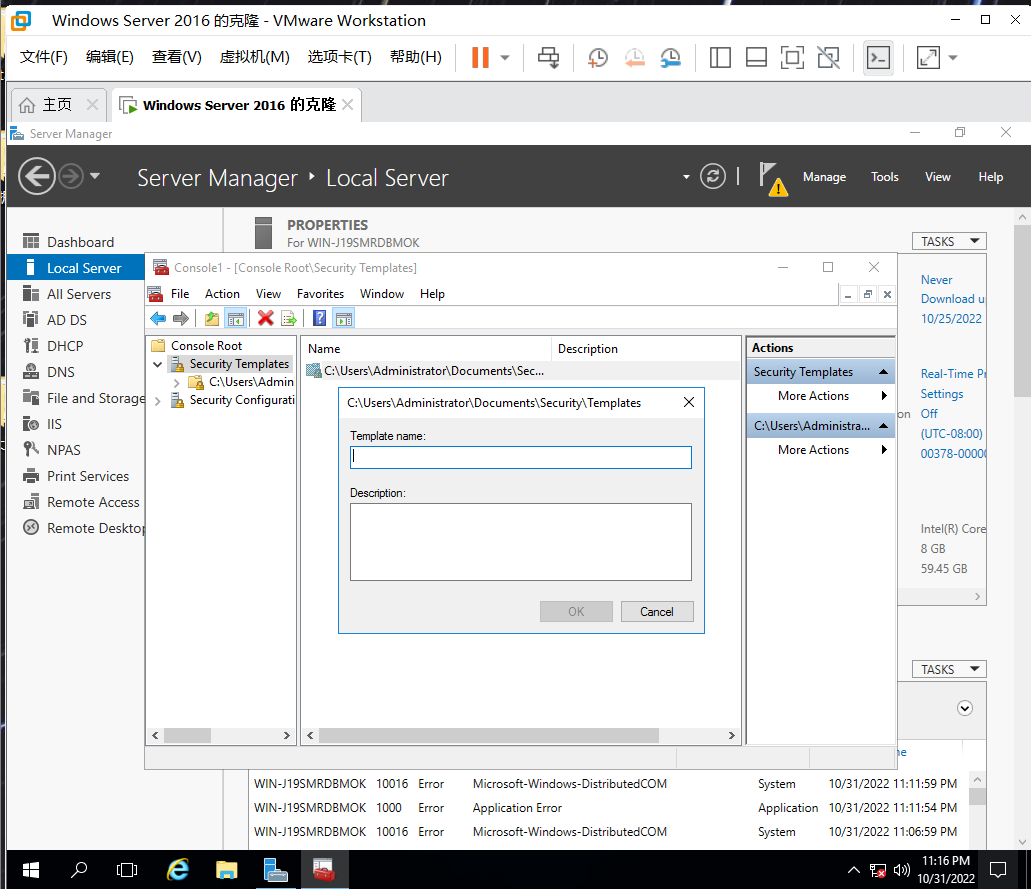 Windows Server 2016 的克隆 - VMware Workstation
文件(F) 编辑(E) 查看(V) 虚拟机(M) 选项卡(T) 帮助(H)
主页 Windows Server 2016 的克隆
Server Manager
Server Manager Local Server Manage Tools View Help
PROPERTIES
For WIN-J19SMRDBMOK
TASKS
Dashboard
Local Server
All Servers
AD DS
DHCP
DNS
File and Storage
IIS
NPAS
Print Services
Remote Access
Remote Desktop
Console1 - [Console Root\Security Templates]
File Action View Favorites Window Help
Console Root
Security Templates
C:\Users\Admin
Security Configurati
Name Description
C:\Users\Administrator\Documents\Sec...
C:\Users\Administrator\Documents\Security\Templates
Template name:
Description:
OK Cancel
Actions
Security Templates
More Actions
C:\Users\Administra...
More Actions
Never
Download u
10/25/2022
Real-Time Pr
Settings
on Off
(UTC-08:00)
00378-0000
Intel(R) Core
8 GB
59.45 GB
TASKS
ne
WIN-J19SMRDBMOK 10016 Error Microsoft-Windows-DistributedCOM System 10/31/2022 11:11:59 PM
WIN-J19SMRDBMOK 1000 Error Application Error Application 10/31/2022 11:11:54 PM
WIN-J19SMRDBMOK 10016 Error Microsoft-Windows-DistributedCOM System 10/31/2022 11:06:59 PM
11:16 PM
10/31/2022